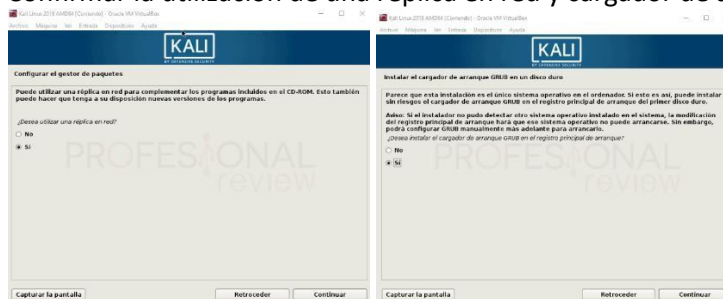 Confirmar la utilización de una réplica en red y cargador de
Kali Linux 2019 AMD64 [Corriendo] - Oracle VM VirtualBox
Archivo Máquina Ver Entrada Dispositivos Ayuda
KALI
BY OFFENSIVE SECURITY
Configurar el gestor de paquetes
Puede utilizar una réplica en red para complementar los programas incluidos en el CD-ROM. Esto también
puede hacer que tenga a su disposición nuevas versiones de los programas.
¿Desea utilizar una réplica en red?
No
Sí
PROFESIONAL
review
Capturar la pantalla
Retroceder
Continuar
Kali Linux 2019 AMD64 [Corriendo] - Oracle VM VirtualBox
Archivo Máquina Ver Entrada Dispositivos Ayuda
KALI
BY OFFENSIVE SECURITY
Instalar el cargador de arranque GRUB en un disco duro
Parece que esta instalación es el único sistema operativo en el ordenador. Si esto es así, puede instalar
sin riesgos el cargador de arranque GRUB en el registro principal de arranque del primer disco duro.
Aviso: Si el instalador no pudo detectar otro sistema operativo instalado en el sistema, la modificación
del registro principal de arranque hará que ese sistema operativo no puede arrancarse. Sin embargo,
podrá configurar GRUB manualmente más adelante para arrancarlo.
¿Desea instalar el cargador de arranque GRUB en el registro principal de arranque?
No
Sí
PROFESIONAL
review
Capturar la pantalla
Retroceder
Continuar